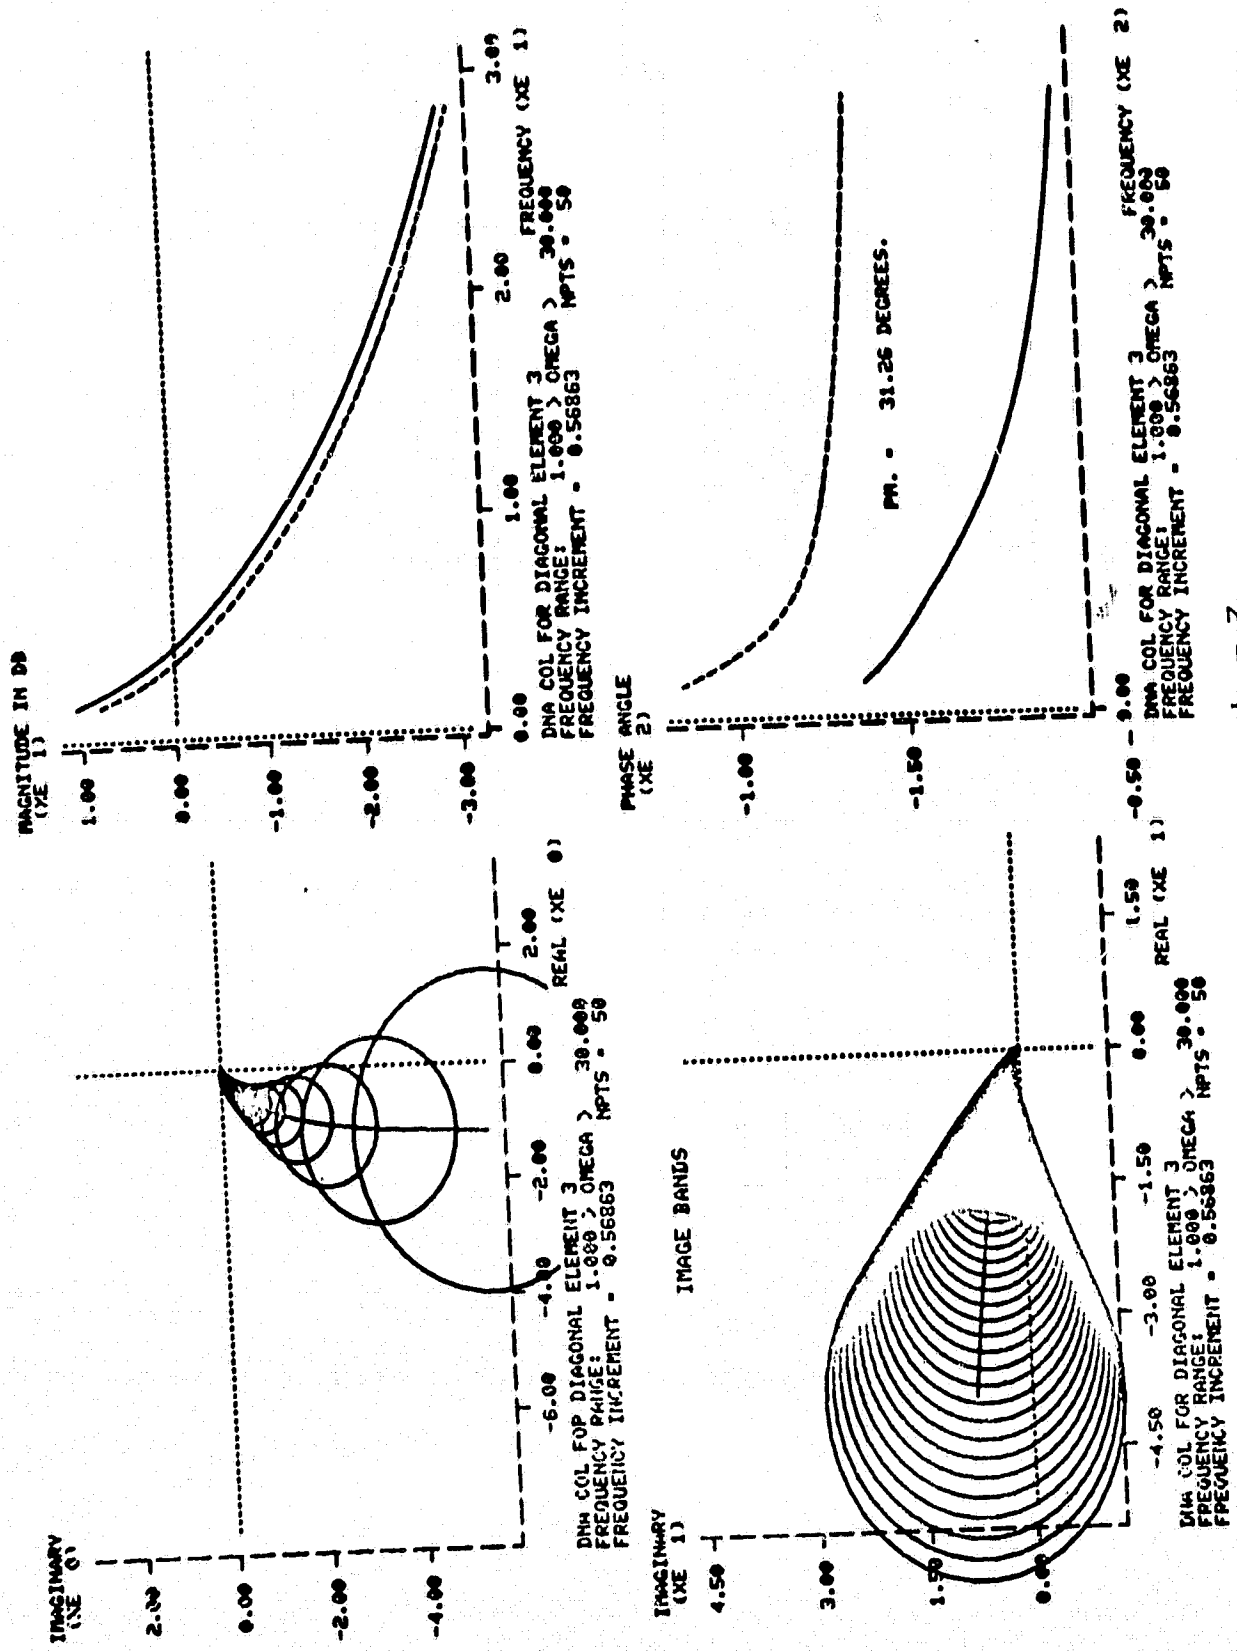 IMAGINARY
(XE 0)
2.00
0.00
-2.00
-4.00
-6.00
-4.00
-2.00
0.00
2.00
REAL (XE 0)
DNA COL FOP DIAGONAL ELEMENT 3
FREQUENCY RANGE: 1.000 > OMEGA > 30.000
FREQUENCY INCREMENT = 0.56863 NPTS = 50
MAGNITUDE IN DB
(XE 1)
1.00
0.00
-1.00
-2.00
-3.00
0.00
1.00
2.00
3.00
FREQUENCY (XE 1)
DNA COL FOR DIAGONAL ELEMENT 3
FREQUENCY RANGE: 1.000 > OMEGA > 30.000
FREQUENCY INCREMENT = 0.56863 NPTS = 50
IMAGINARY
(XE 1)
IMAGE BANDS
4.50
3.00
1.50
0.00
-4.50
-3.00
-1.50
0.00
1.50
REAL (XE 1)
DNA COL FOR DIAGONAL ELEMENT 3
FREQUENCY RANGE: 1.000 > OMEGA > 30.000
FREQUENCY INCREMENT = 0.56863 NPTS = 50
PHASE ANGLE
(XE 2)
-1.00
-1.50
PM. = 31.26 DEGREES.
-0.50
0.00
FREQUENCY (XE 2)
DNA COL FOR DIAGONAL ELEMENT 3
FREQUENCY RANGE: 1.000 > OMEGA > 30.000
FREQUENCY INCREMENT = 0.56863 NPTS = 50